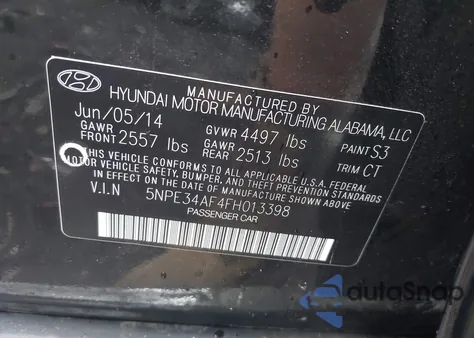 MANUFACTURED BY
HYUNDAI MOTOR MANUFACTURING ALABAMA, LLC
Jun/05/14 GVWR 4497 lbs PAINT S3
GAWR FRONT 2557 lbs GAWR REAR 2513 lbs TRIM CT
THIS VEHICLE CONFORMS TO ALL APPLICABLE U.S.A. FEDERAL
MOTOR VEHICLE SAFETY, BUMPER, AND THEFT PREVENTION STANDARDS
IN EFFECT ON THE DATE OF MANUFACTURE SHOWN ABOVE.
V.I.N 5NPE34AF4FH013398
PASSENGER CAR
autoSnap